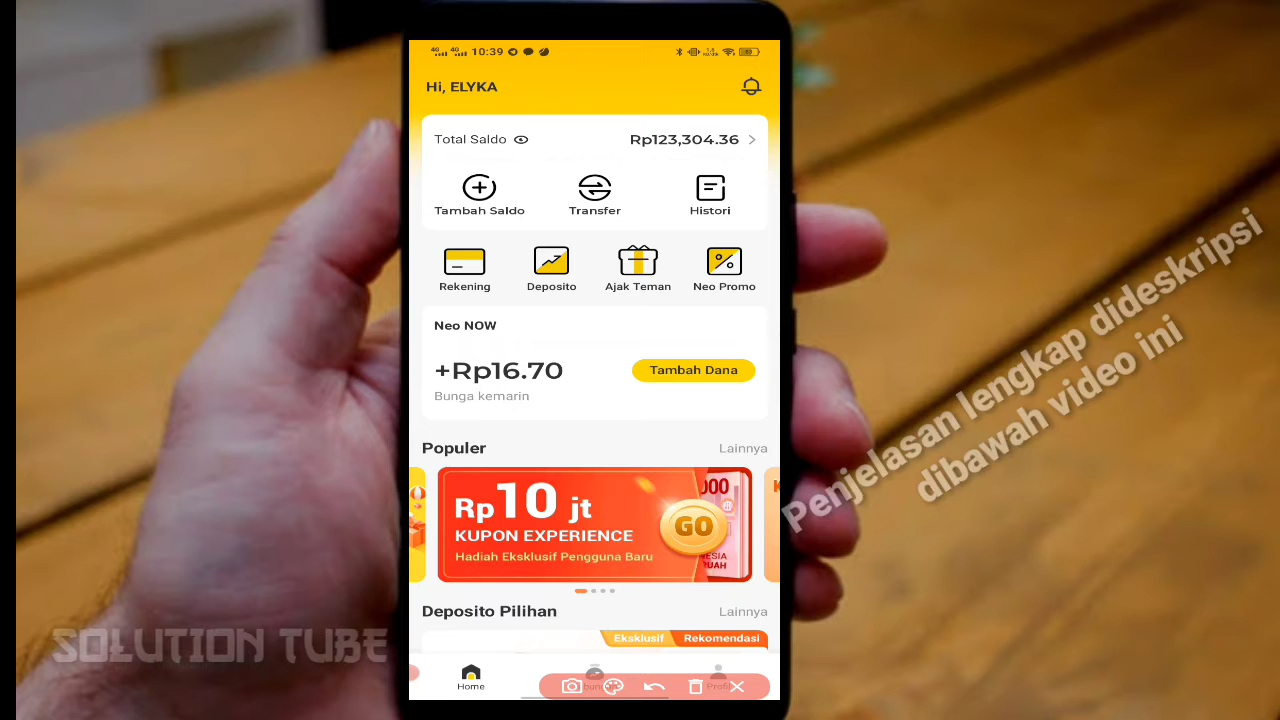 10:39
Hi, ELYKA
Total Saldo
Rp123,304.36
Tambah Saldo
Transfer
Histori
Rekening
Deposito
Ajak Teman
Neo Promo
Neo NOW
+Rp16.70
Tambah Dana
Bunga kemarin
Populer
Lainnya
Rp10 jt
KUPON EXPERIENCE
Hadiah Eksklusif Pengguna Baru
GO
Deposito Pilihan
Lainnya
Eksklusif
Rekomendasi
Home
Penjelasan lengkap dideskripsi
dibawah video ini
SOLUTION TUBE